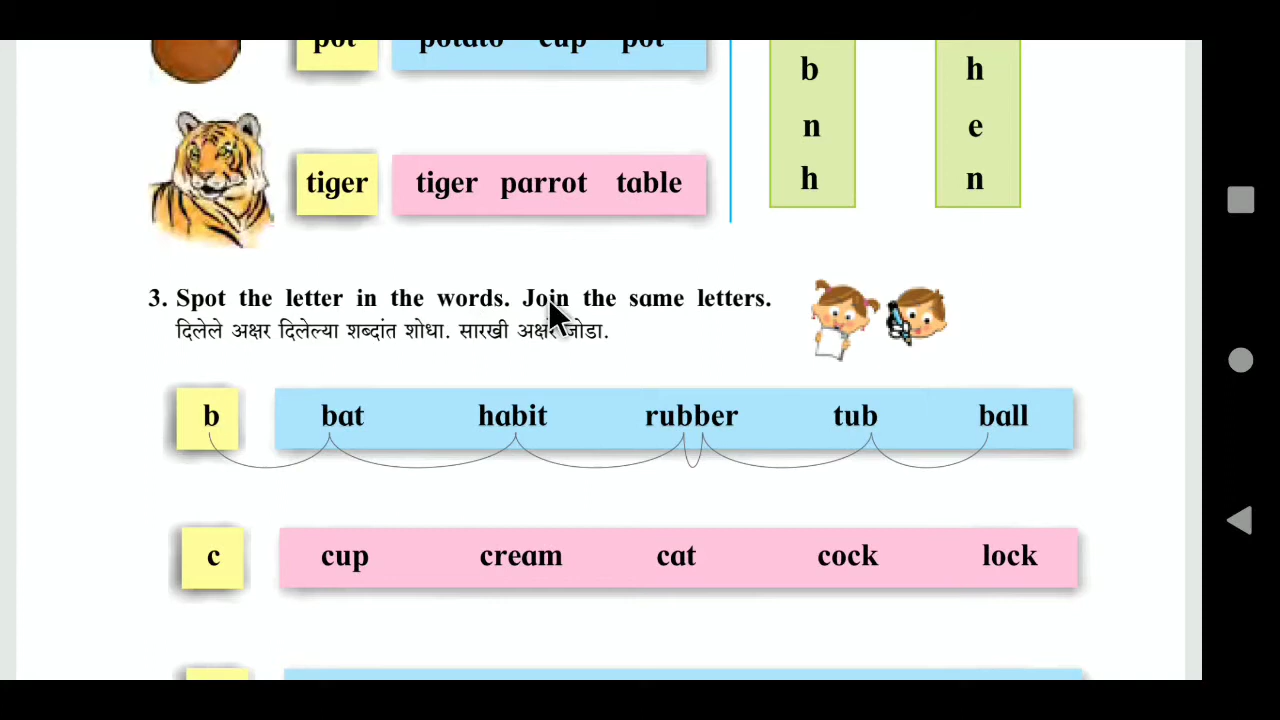 pot potato cup pot
tiger tiger parrot table
b h
n e
h n
3. Spot the letter in the words. Join the same letters.
दिलेले अक्षर दिलेल्या शब्दांत शोधा. सारखी अक्षरं जोडा.
b bat habit rubber tub ball
c cup cream cat cock lock